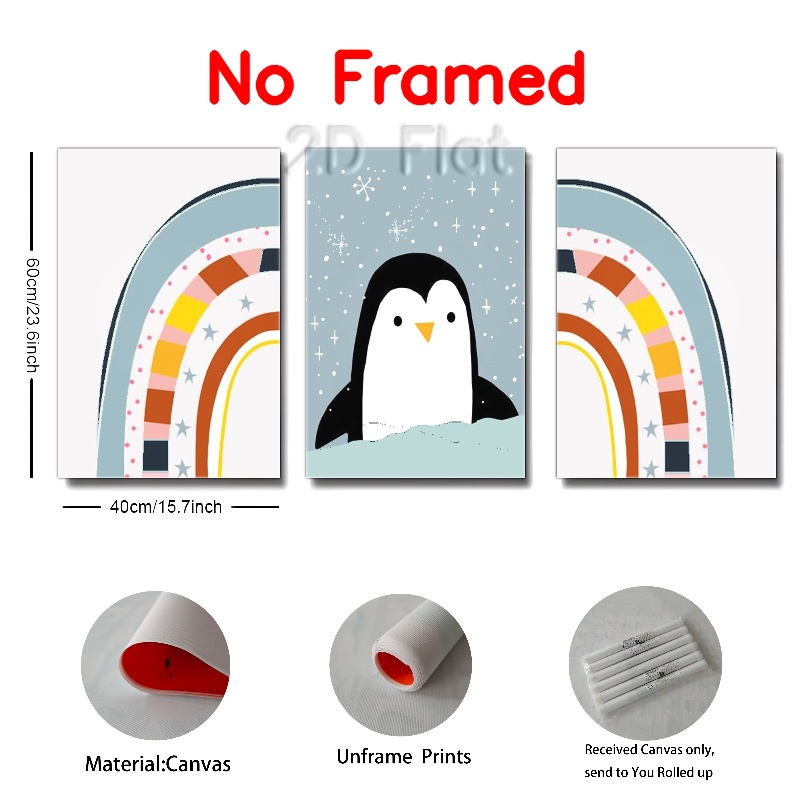 No Framed
2D Flat
60cm/23.6inch
40cm/15.7inch
Material:Canvas
Unframe Prints
Received Canvas only,
send to You Rolled up